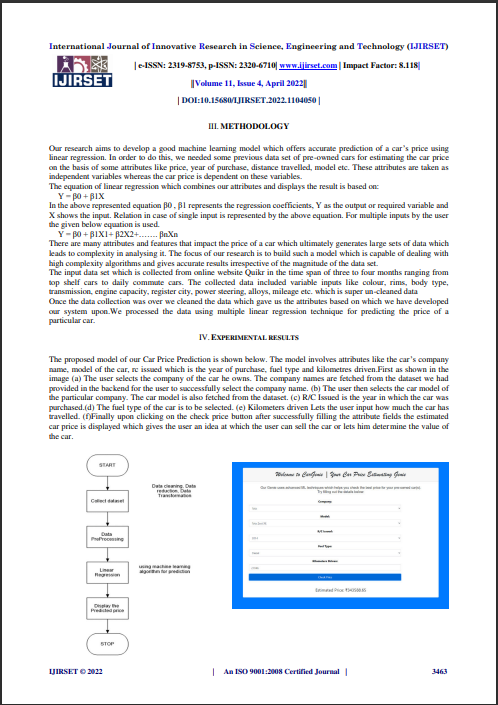 International Journal of Innovative Research in Science, Engineering and Technology (IJIRSET)
IJIRSET
| e-ISSN: 2319-8753, p-ISSN: 2320-6710| www.ijirset.com | Impact Factor: 8.118|
||Volume 11, Issue 4, April 2022||
| DOI:10.15680/IJIRSET.2022.1104050 |
III. METHODOLOGY
Our research aims to develop a good machine learning model which offers accurate prediction of a car's price using
linear regression. In order to do this, we needed some previous data set of pre-owned cars for estimating the car price
on the basis of some attributes like price, year of purchase, distance travelled, model etc. These attributes are taken as
independent variables whereas the car price is dependent on these variables.
The equation of linear regression which combines our attributes and displays the result is based on:
Y = β0 + β1X
In the above represented equation β0 , β1 represents the regression coefficients, Y as the output or required variable and
X shows the input. Relation in case of single input is represented by the above equation. For multiple inputs by the user
the given below equation is used.
Y = β0 + β1X1+ β2X2+……. βnXn
There are many attributes and features that impact the price of a car which ultimately generates large sets of data which
leads to complexity in analysing it. The focus of our research is to build such a model which is capable of dealing with
high complexity algorithms and gives accurate results irrespective of the magnitude of the data set.
The input data set which is collected from online website Quikr in the time span of three to four months ranging from
top shelf cars to daily commute cars. The collected data included variable inputs like colour, rims, body type,
transmission, engine capacity, register city, power steering, alloys, mileage etc. which is super un-cleaned data
Once the data collection was over we cleaned the data which gave us the attributes based on which we have developed
our system upon.We processed the data using multiple linear regression technique for predicting the price of a
particular car.
IV. EXPERIMENTAL RESULTS
The proposed model of our Car Price Prediction is shown below. The model involves attributes like the car's company
name, model of the car, rc issued which is the year of purchase, fuel type and kilometres driven.First as shown in the
image (a) The user selects the company of the car he owns. The company names are fetched from the dataset we had
provided in the backend for the user to successfully select the company name. (b) The user then selects the car model of
the particular company. The car model is also fetched from the dataset. (c) R/C Issued is the year in which the car was
purchased.(d) The fuel type of the car is to be selected. (e) Kilometers driven Lets the user input how much the car has
travelled. (f)Finally upon clicking on the check price button after successfully filling the attribute fields the estimated
car price is displayed which gives the user an idea at which the user can sell the car or lets him determine the value of
the car.
START
Data cleaning, Data
reduction, Data
Transformation
Collect dataset
Data
PreProcessing
Linear
Regression
using machine learning
algorithm for prediction
Display the
Predicted price
STOP
Welcome to CarGenie | Your Car Price Estimating Genie
Our Genie uses advanced ML techniques which helps you check the best price for your pre-owned car(s).
Try filling out the details below
Company:
Model:
R/C Issued:
Fuel Type:
Kilometers Driven:
Check Price
IJIRSET © 2022
| An ISO 9001:2008 Certified Journal |
3463